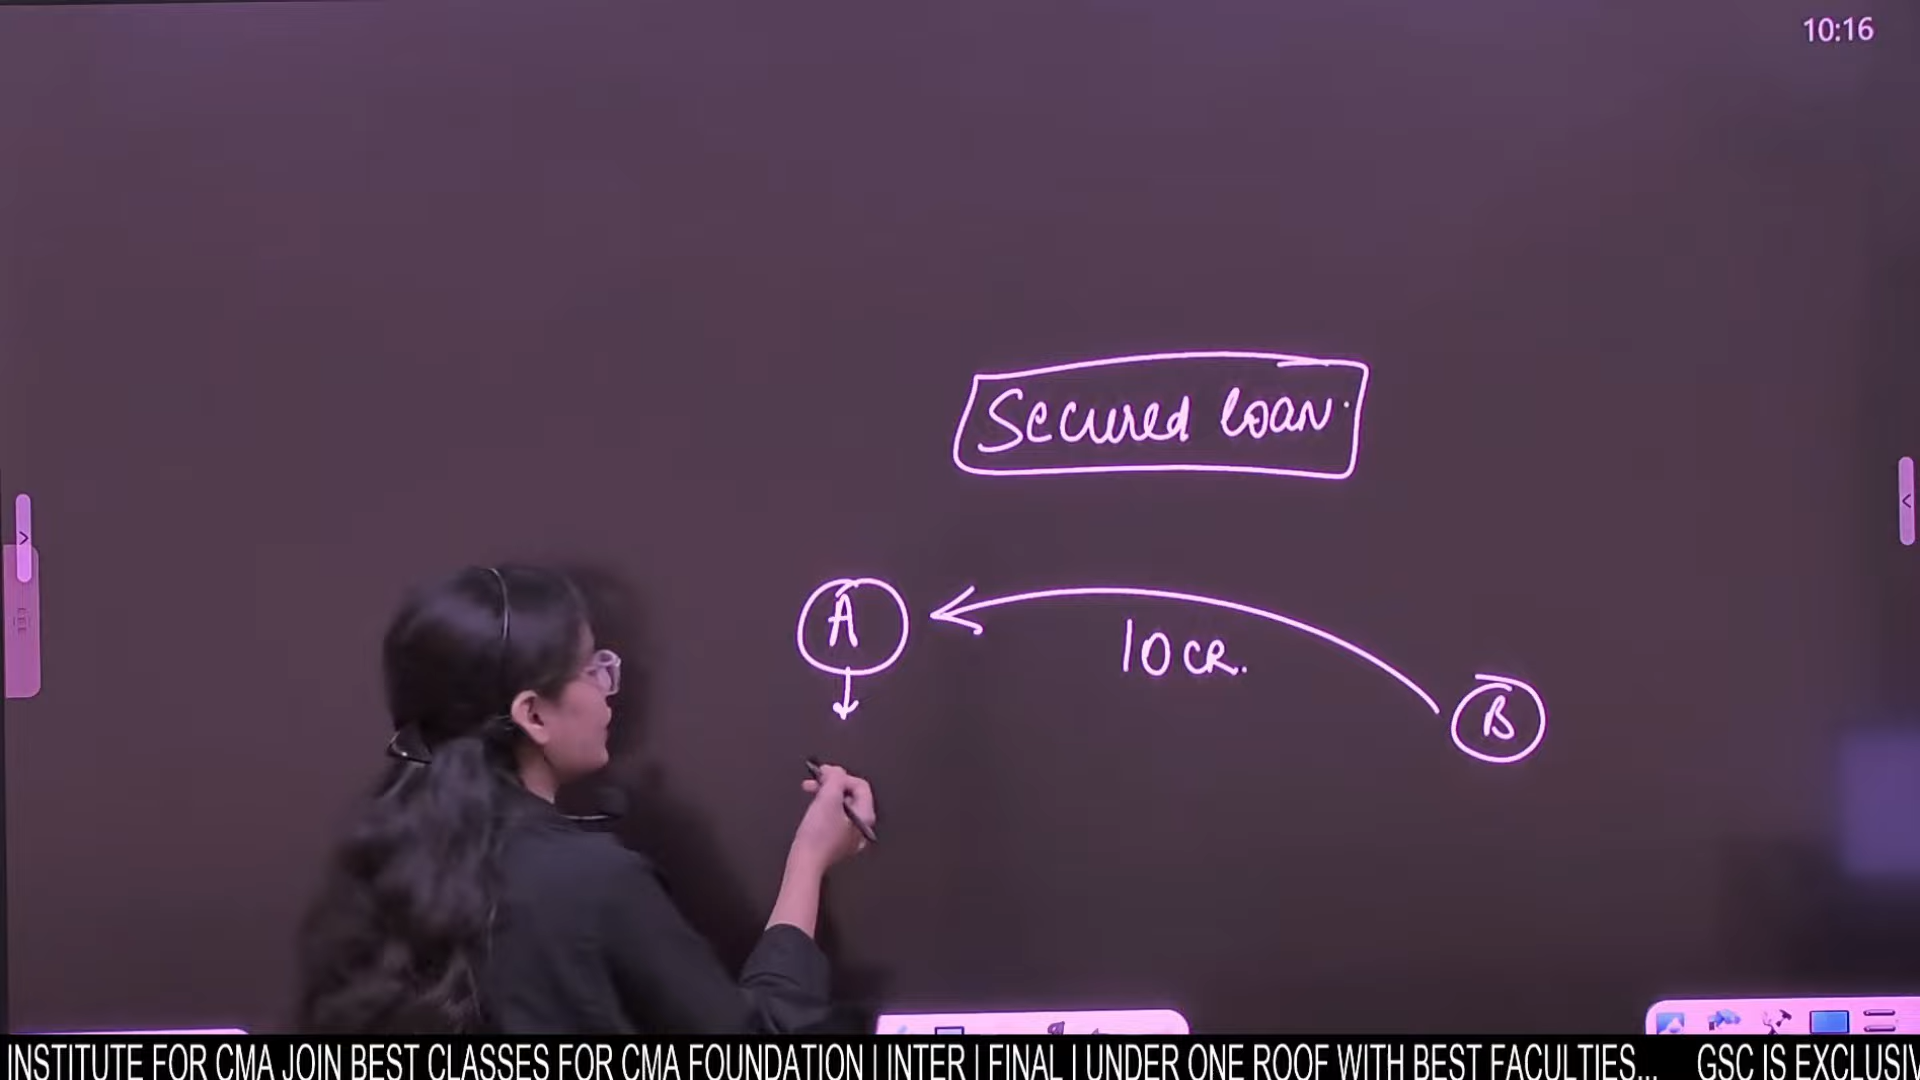 10:16
Secured loan.
A
10 CR.
B
INSTITUTE FOR CMA JOIN BEST CLASSES FOR CMA FOUNDATION | INTER | FINAL | UNDER ONE ROOF WITH BEST FACULTIES... GSC IS EXCLUSIV